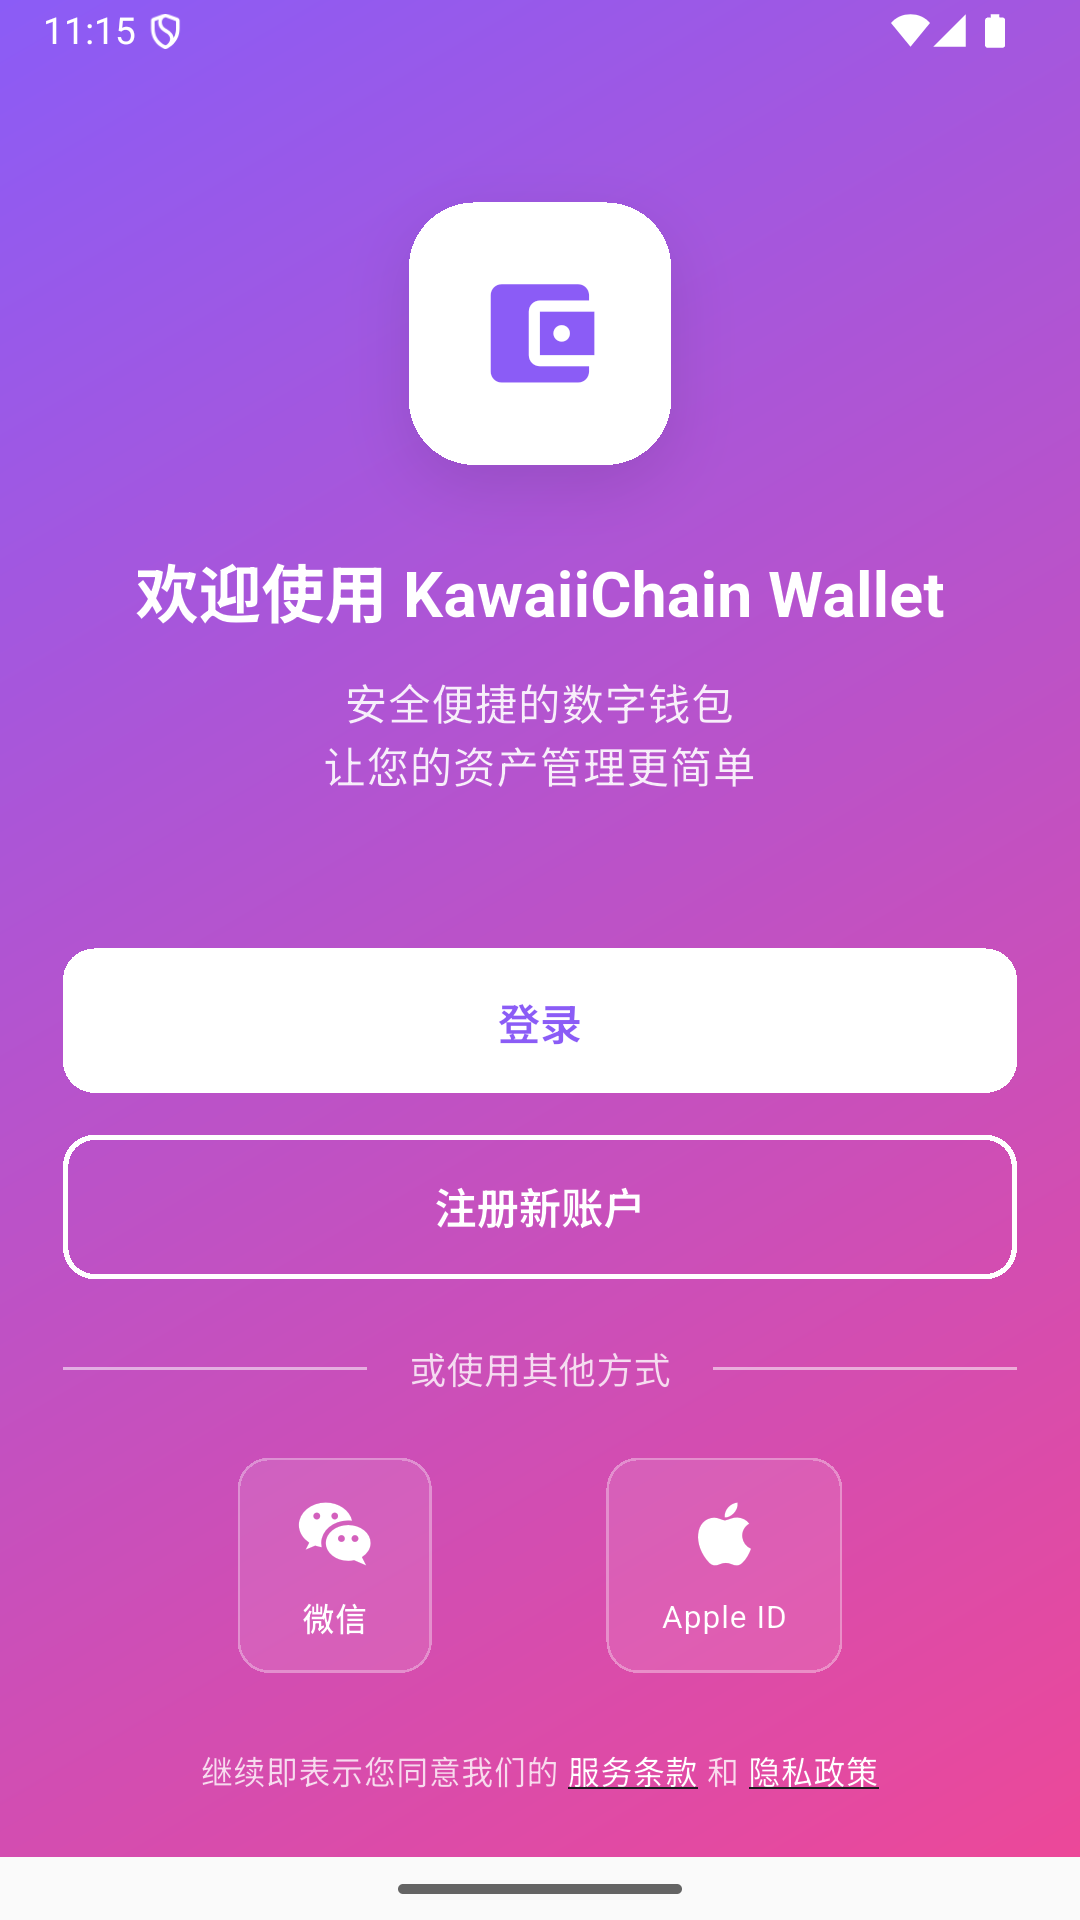 11:15
欢迎使用 KawaiiChain Wallet
安全便捷的数字钱包
让您的资产管理更简单
登录
注册新账户
或使用其他方式
微信
Apple ID
继续即表示您同意我们的 服务条款 和 隐私政策